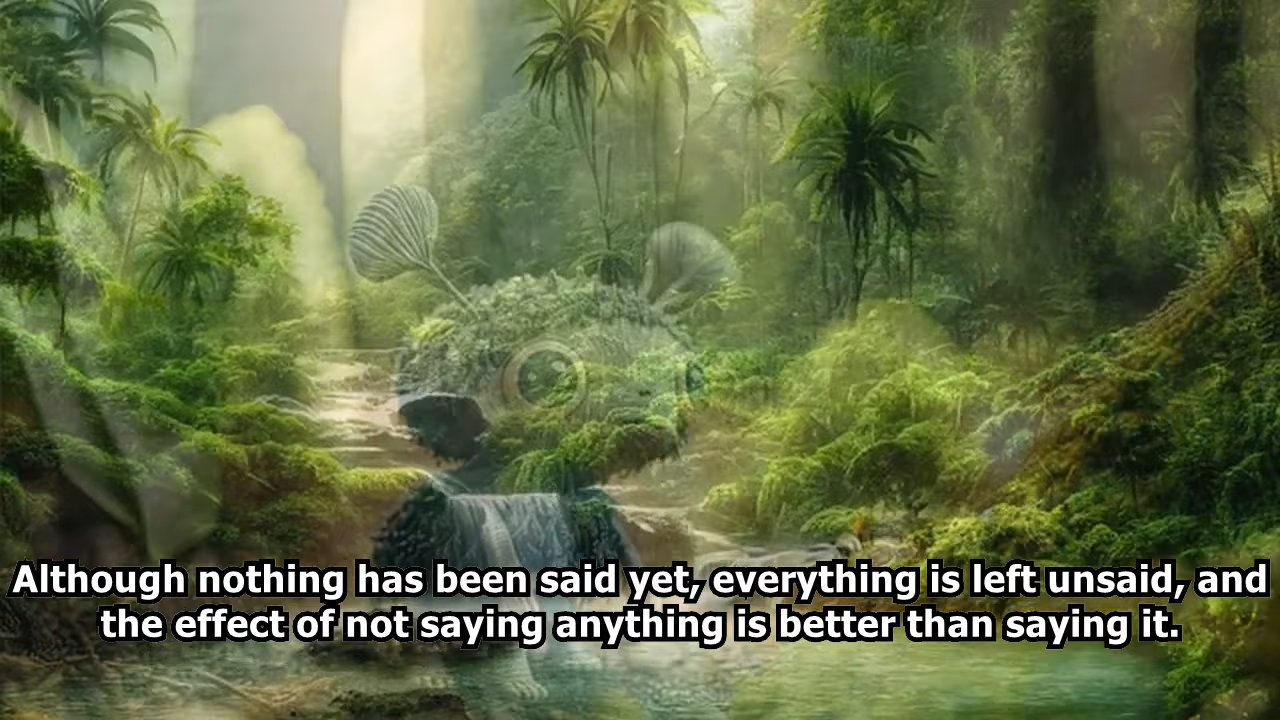 Although nothing has been said yet, everything is left unsaid, and
the effect of not saying anything is better than saying it.